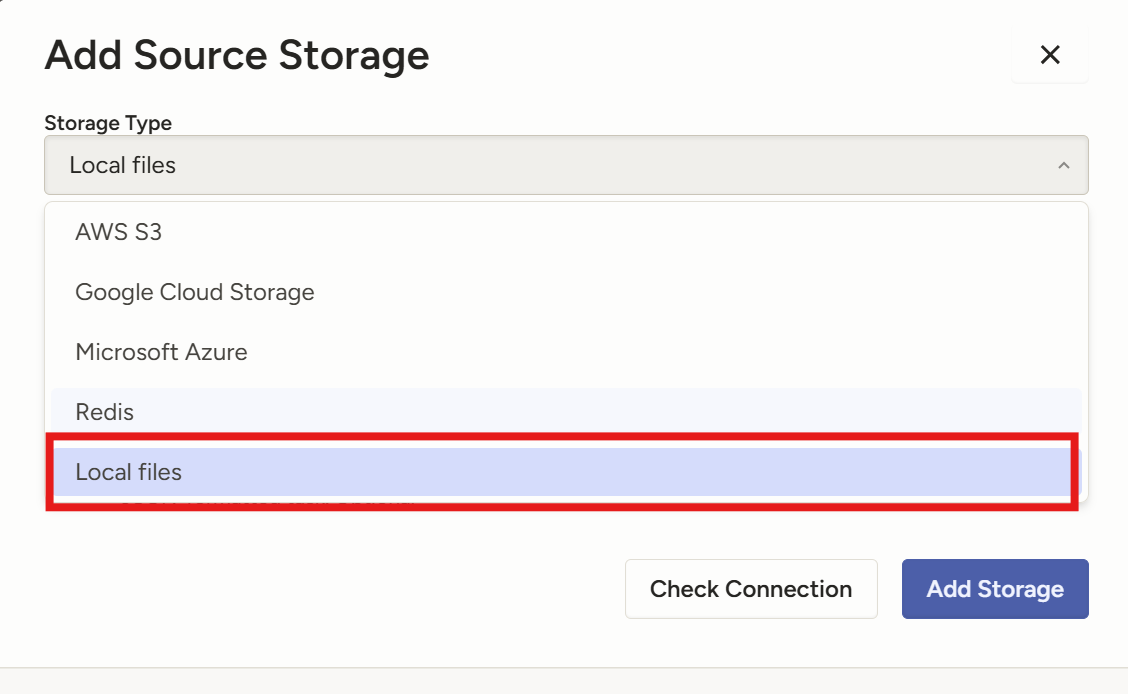 Add Source Storage
Storage Type
Local files
AWS S3
Google Cloud Storage
Microsoft Azure
Redis
Local files
Check Connection
Add Storage